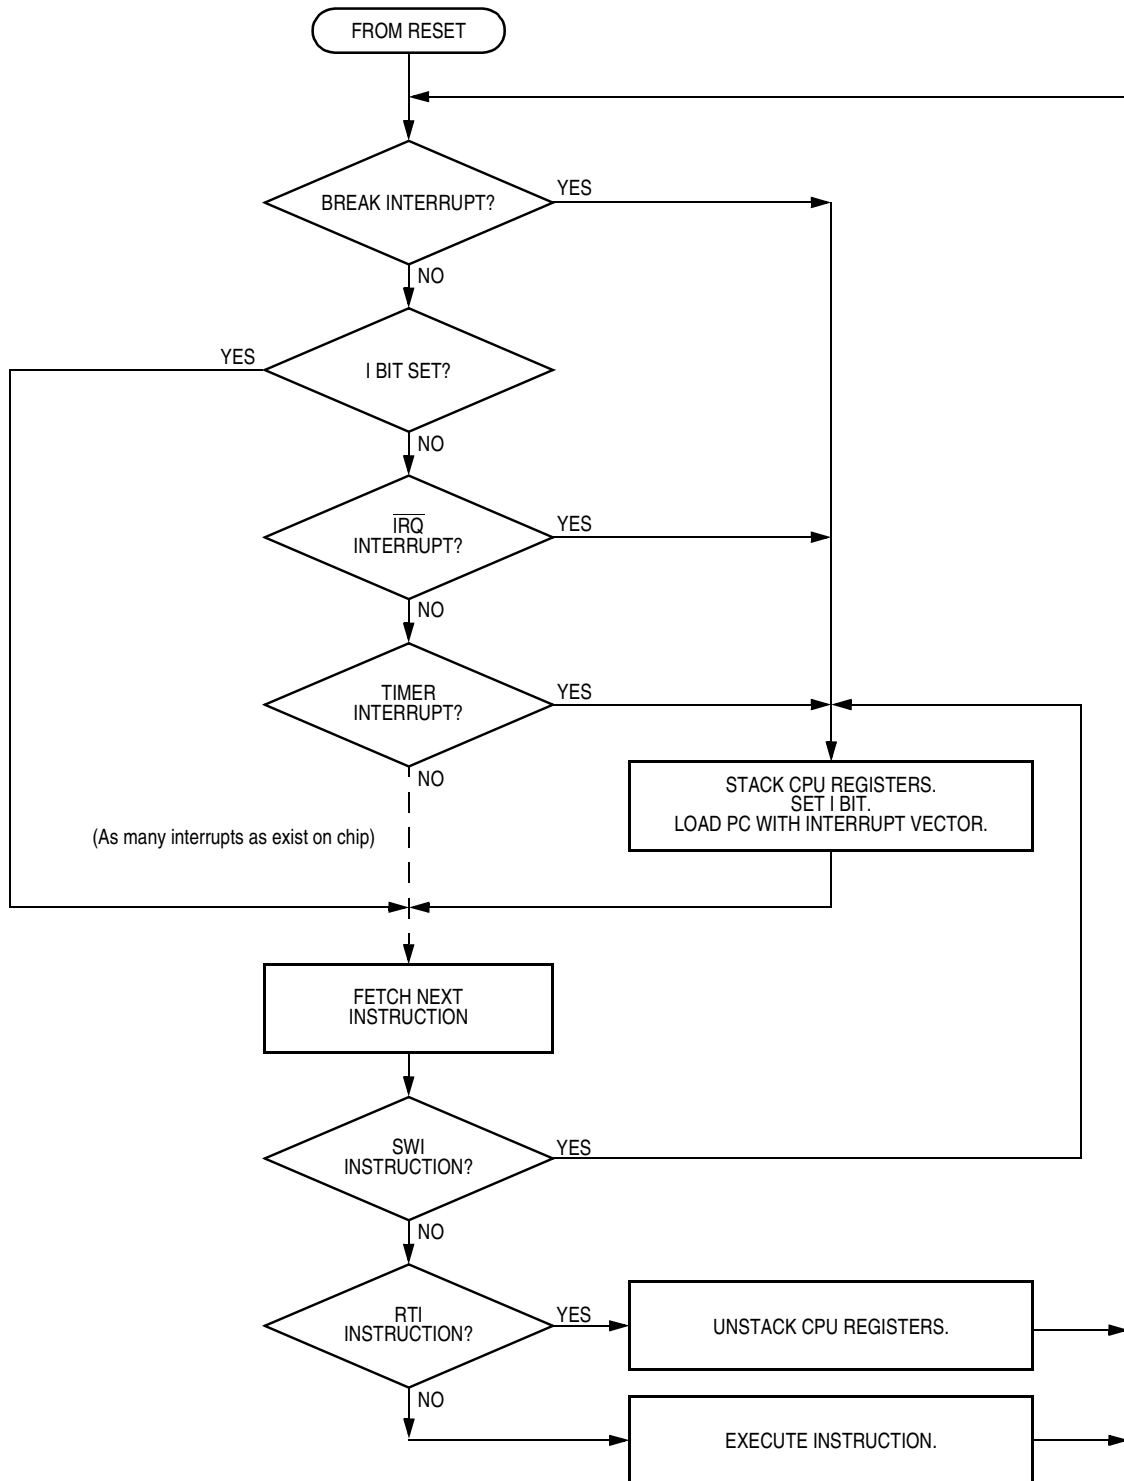 FROM RESET
BREAK INTERRUPT?
YES
NO
YES
I BIT SET?
NO
IRQ
INTERRUPT?
YES
NO
TIMER
INTERRUPT?
YES
NO
STACK CPU REGISTERS.
SET I BIT.
LOAD PC WITH INTERRUPT VECTOR.
(As many interrupts as exist on chip)
FETCH NEXT
INSTRUCTION
SWI
INSTRUCTION?
YES
NO
RTI
INSTRUCTION?
YES
UNSTACK CPU REGISTERS.
NO
EXECUTE INSTRUCTION.